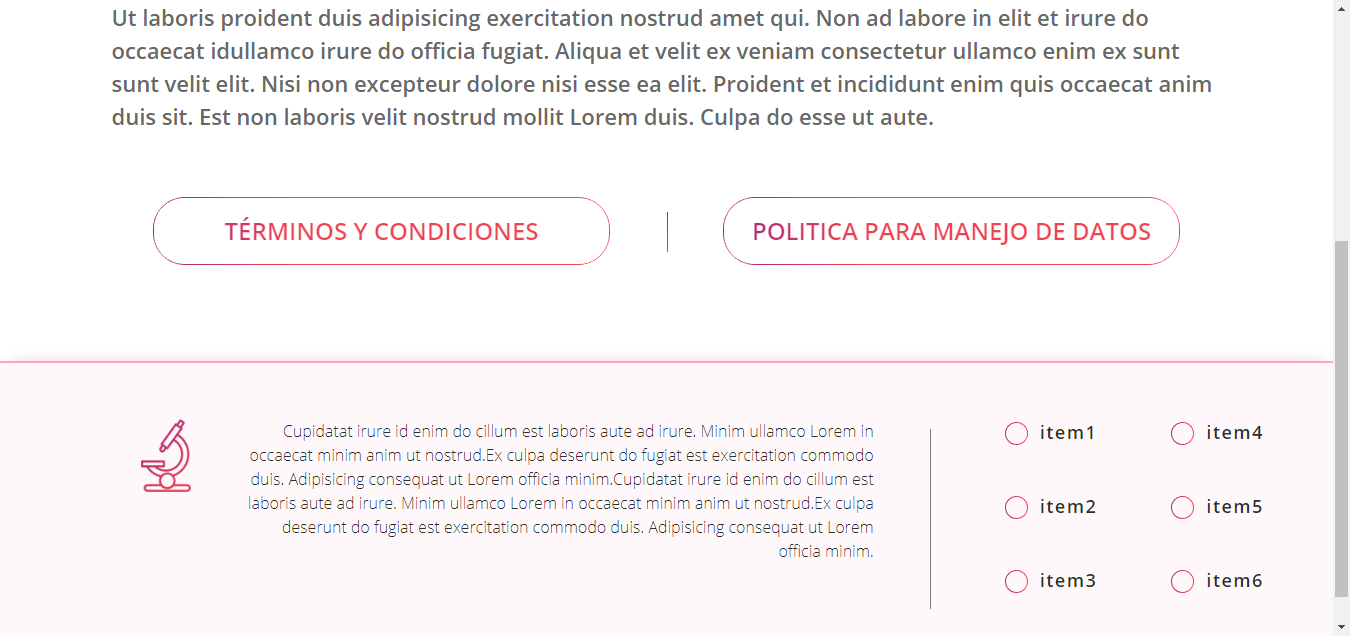 Ut laboris proident duis adipisicing exercitation nostrud amet qui. Non ad labore in elit et irure do
occaecat idullamco irure do officia fugiat. Aliqua et velit ex veniam consectetur ullamco enim ex sunt
sunt velit elit. Nisi non excepteur dolore nisi esse ea elit. Proident et incididunt enim quis occaecat anim
duis sit. Est non laboris velit nostrud mollit Lorem duis. Culpa do esse ut aute.
TÉRMINOS Y CONDICIONES
POLITICA PARA MANEJO DE DATOS
Cupidatat irure id enim do cillum est laboris aute ad irure. Minim ullamco Lorem in
occaecat minim anim ut nostrud.Ex culpa deserunt do fugiat est exercitation commodo
duis. Adipisicing consequat ut Lorem officia minim.Cupidatat irure id enim do cillum est
laboris aute ad irure. Minim ullamco Lorem in occaecat minim anim ut nostrud.Ex culpa
deserunt do fugiat est exercitation commodo duis. Adipisicing consequat ut Lorem
officia minim.
item1
item2
item3
item4
item5
item6